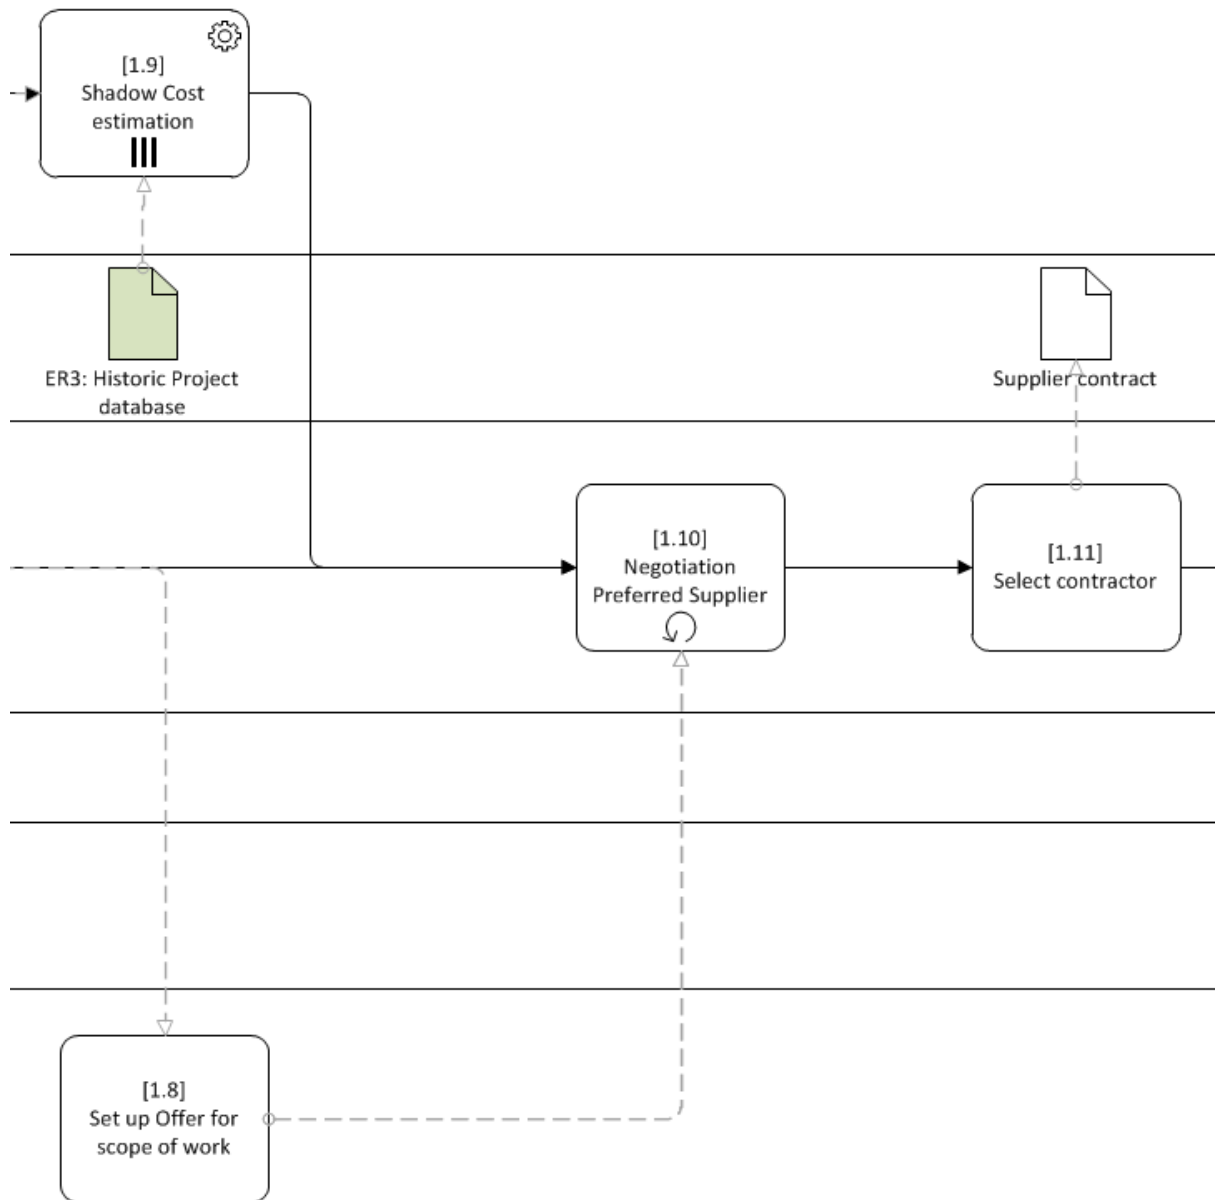 [1.9]
Shadow Cost
estimation
ER3: Historic Project
database
Supplier contract
[1.10]
Negotiation
Preferred Supplier
[1.11]
Select contractor
[1.8]
Set up Offer for
scope of work